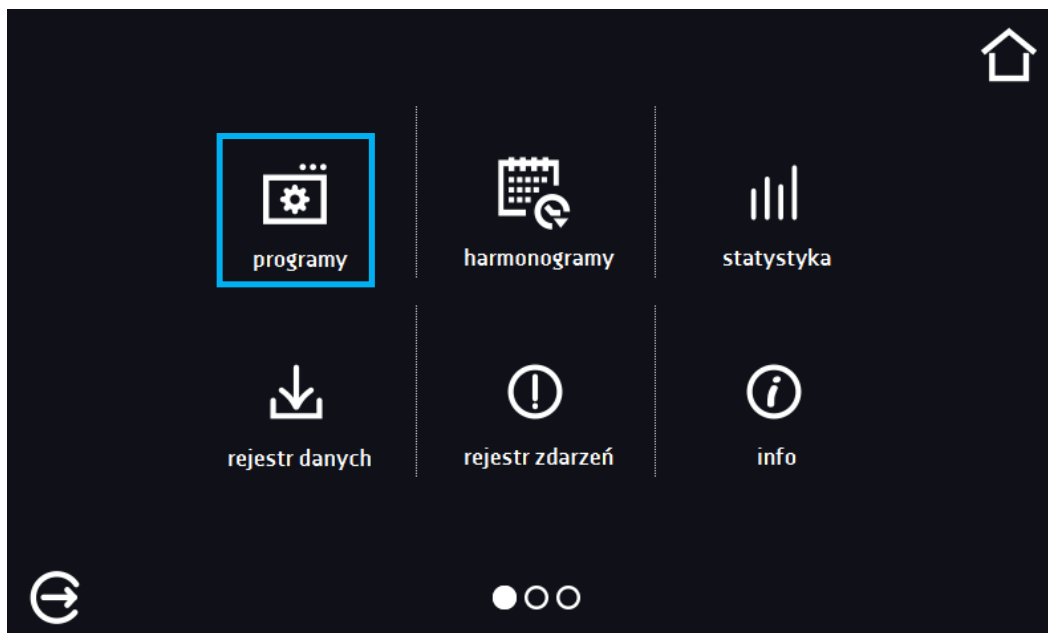 programy
harmonogramy
statystyka
rejestr danych
rejestr zdarzeń
info